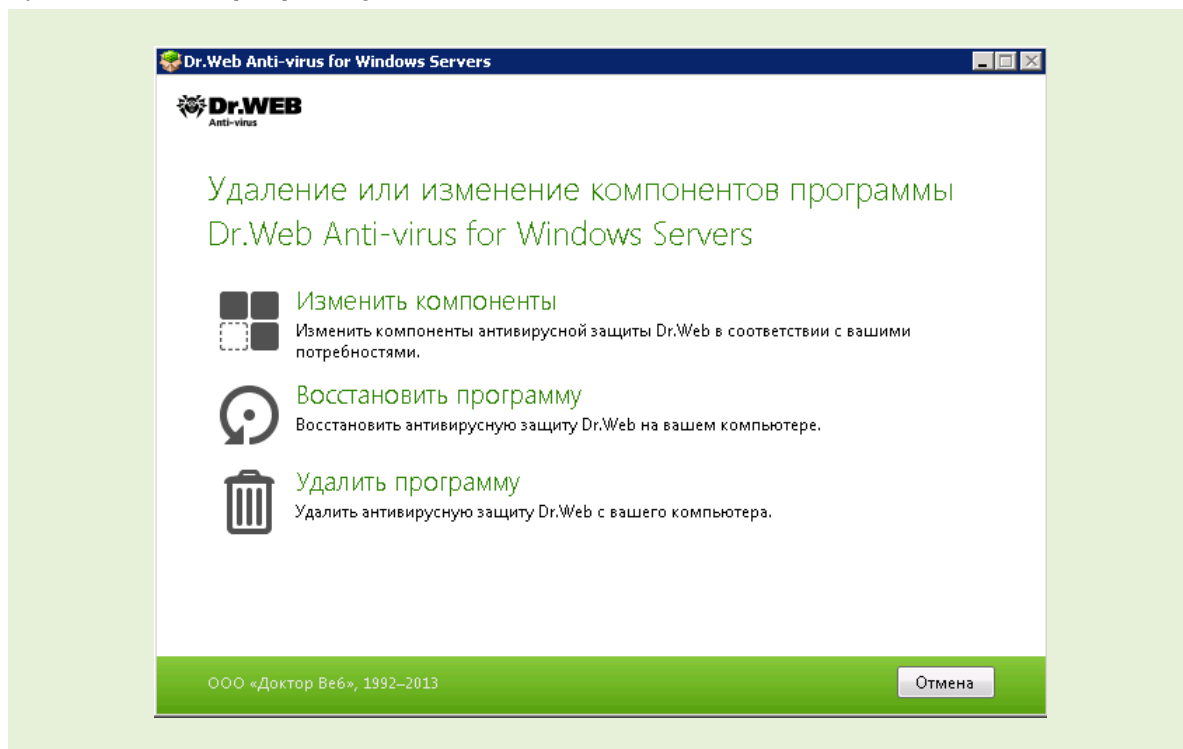 Dr.Web Anti-virus for Windows Servers
Dr.WEB
Anti-virus
Удаление или изменение компонентов программы
Dr.Web Anti-virus for Windows Servers
Изменить компоненты
Изменить компоненты антивирусной защиты Dr.Web в соответствии с вашими
потребностями.
Восстановить программу
Восстановить антивирусную защиту Dr.Web на вашем компьютере.
Удалить программу
Удалить антивирусную защиту Dr.Web с вашего компьютера.
ООО «Доктор Веб», 1992–2013
Отмена